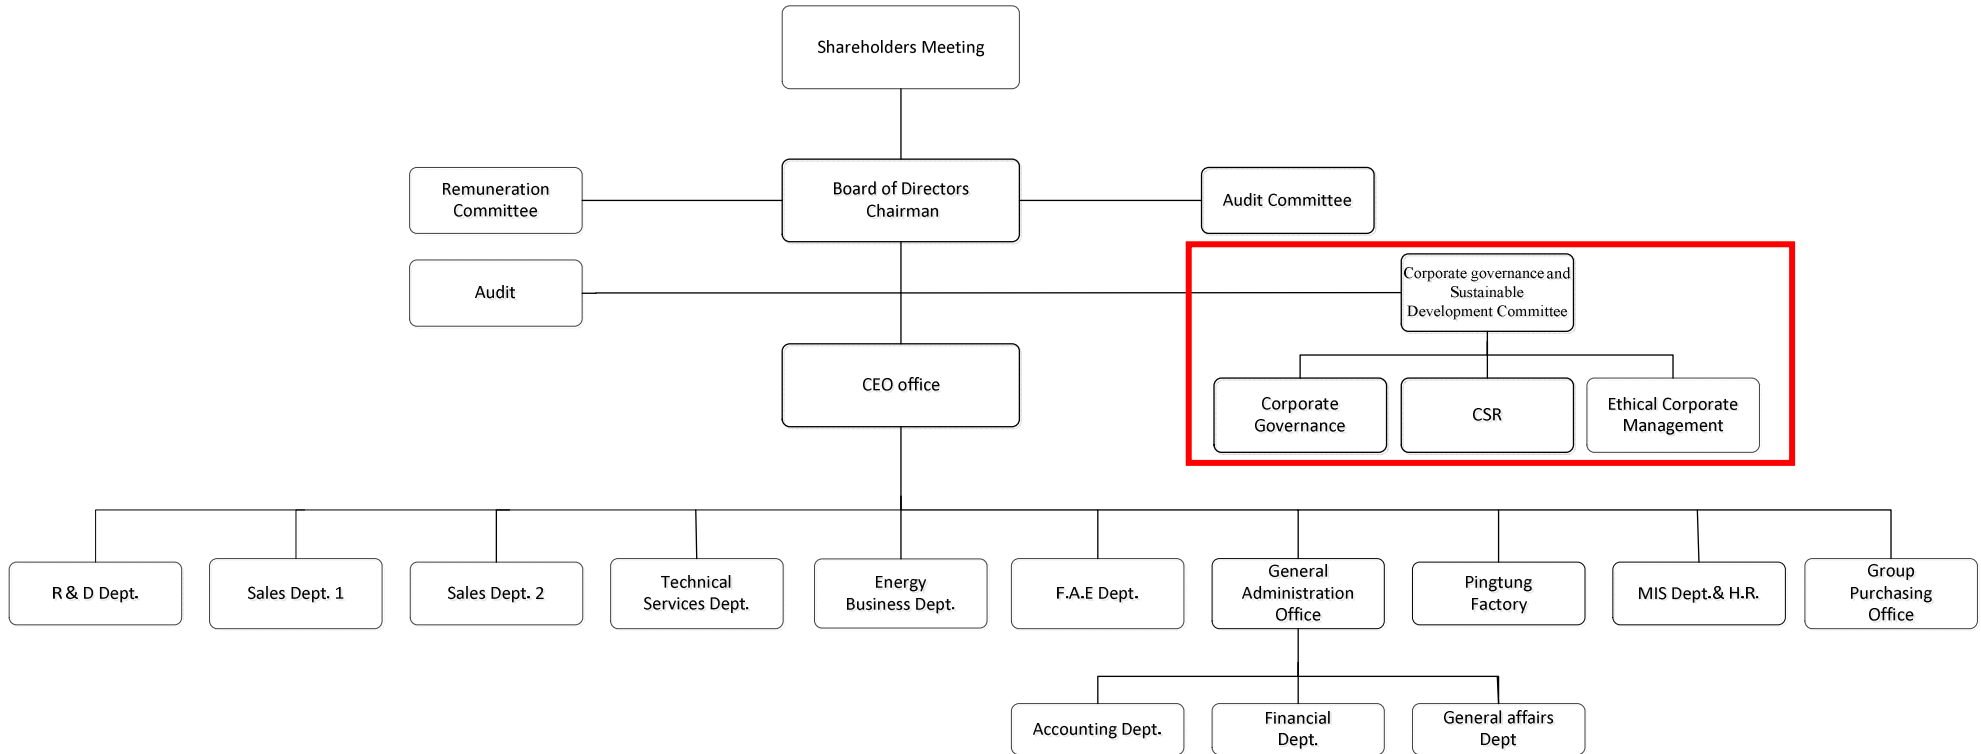 Shareholders Meeting
Remuneration
Committee
Board of Directors
Chairman
Audit Committee
Audit
Corporate governance and
Sustainable
Development Committee
CEO office
Corporate
Governance
CSR
Ethical Corporate
Management
R & D Dept.
Sales Dept. 1
Sales Dept. 2
Technical
Services Dept.
Energy
Business Dept.
F.A.E Dept.
General
Administration
Office
Pingtung
Factory
MIS Dept.& H.R.
Group
Purchasing
Office
Accounting Dept.
Financial
Dept.
General affairs
Dept